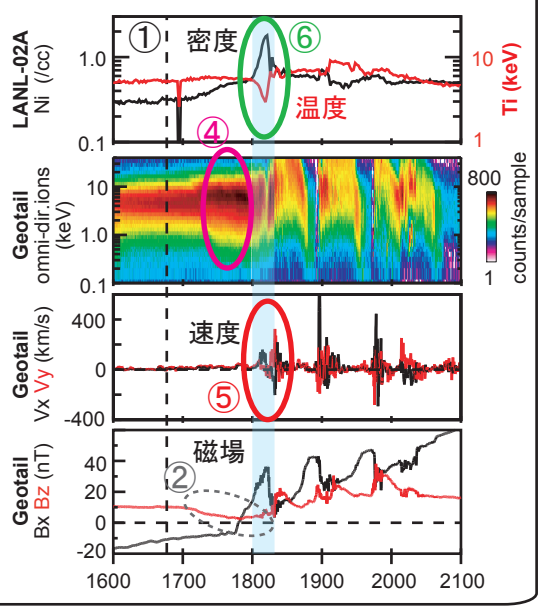 LANL-02A
Ni (/cc)
1.0
0.1
①
密度
⑥
温度
10
1
Ti (keV)
Geotail
omni-dir.ions
(keV)
10
1.0
0.1
④
800
1
counts/sample
Geotail
Vx Vy (km/s)
400
0
-400
速度
⑤
Geotail
Bx Bz (nT)
40
20
0
-20
磁場
②
1600 1700 1800 1900 2000 2100